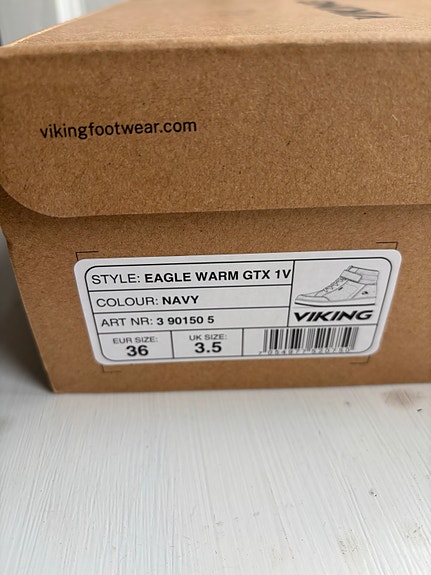 vikingfootwear.com
STYLE: EAGLE WARM GTX 1V
COLOUR: NAVY
ART NR: 3 90150 5
EUR SIZE:
36
UK SIZE:
3.5
VIKING